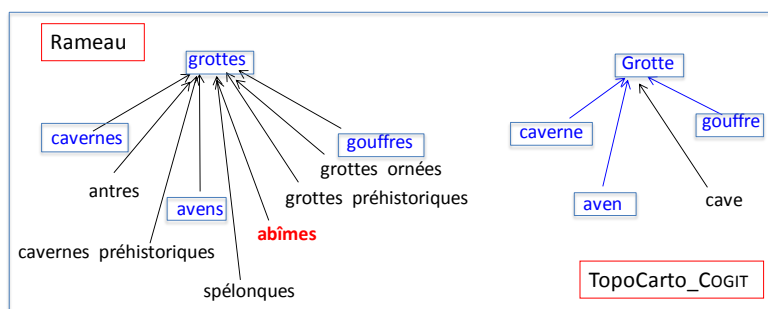 Rameau
grottes
Grotte
cavernes
caverne
gouffre
gouffres
grottes ornées
antres
grottes préhistoriques
cave
avens
aven
abîmes
cavernes préhistoriques
spélonques
TopoCarto_COGIT